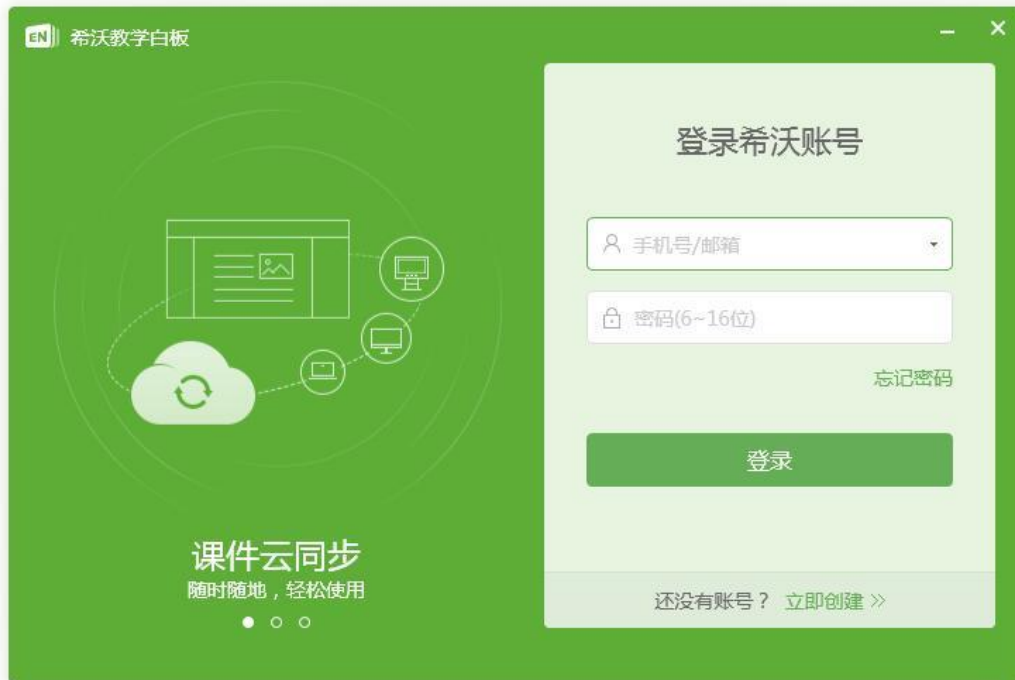 EN 希沃教学白板
登录希沃账号
手机号/邮箱
密码(6~16位)
忘记密码
登录
课件云同步
随时随地，轻松使用
还没有账号？ 立即创建 »